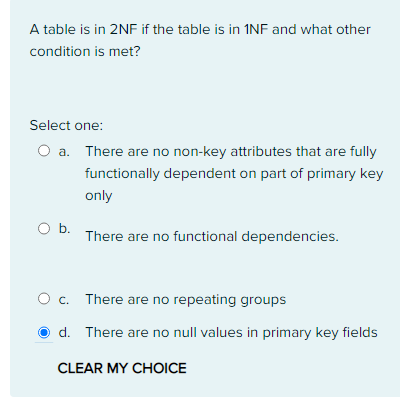 A table is in 2NF if the table is in 1NF and what other
condition is met?
Select one:
a. There are no non-key attributes that are fully
functionally dependent on part of primary key
only
b. There are no functional dependencies.
c. There are no repeating groups
d. There are no null values in primary key fields
CLEAR MY CHOICE